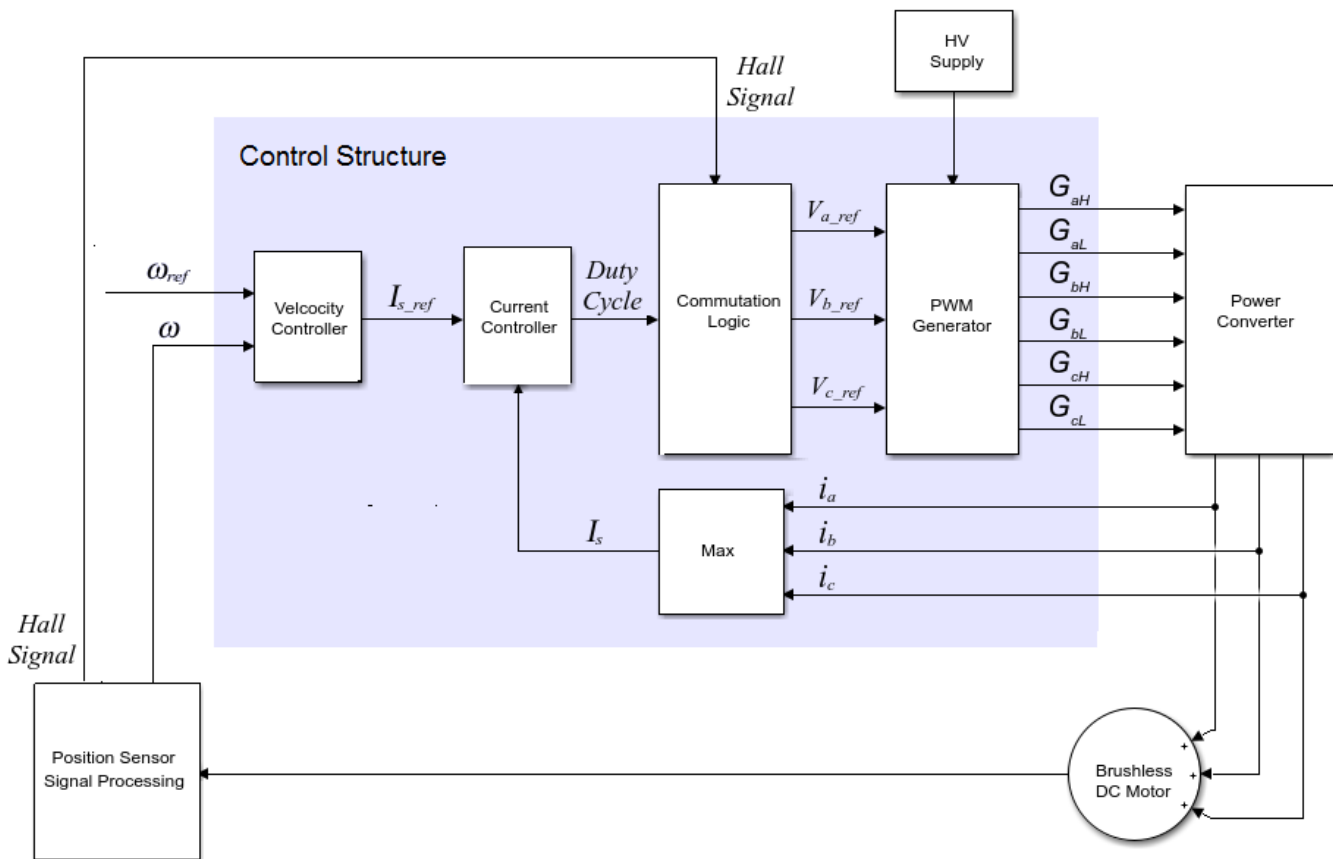 HV
Supply
Hall
Signal
Control Structure
ω_ref
ω
Velcocity
Controller
I_s_ref
Current
Controller
Duty
Cycle
Commutation
Logic
V_a_ref
V_b_ref
V_c_ref
PWM
Generator
G_aH
G_aL
G_bH
G_bL
G_cH
G_cL
Power
Converter
i_a
i_b
i_c
Max
I_s
Hall
Signal
Position Sensor
Signal Processing
Brushless
DC Motor
+
+
+